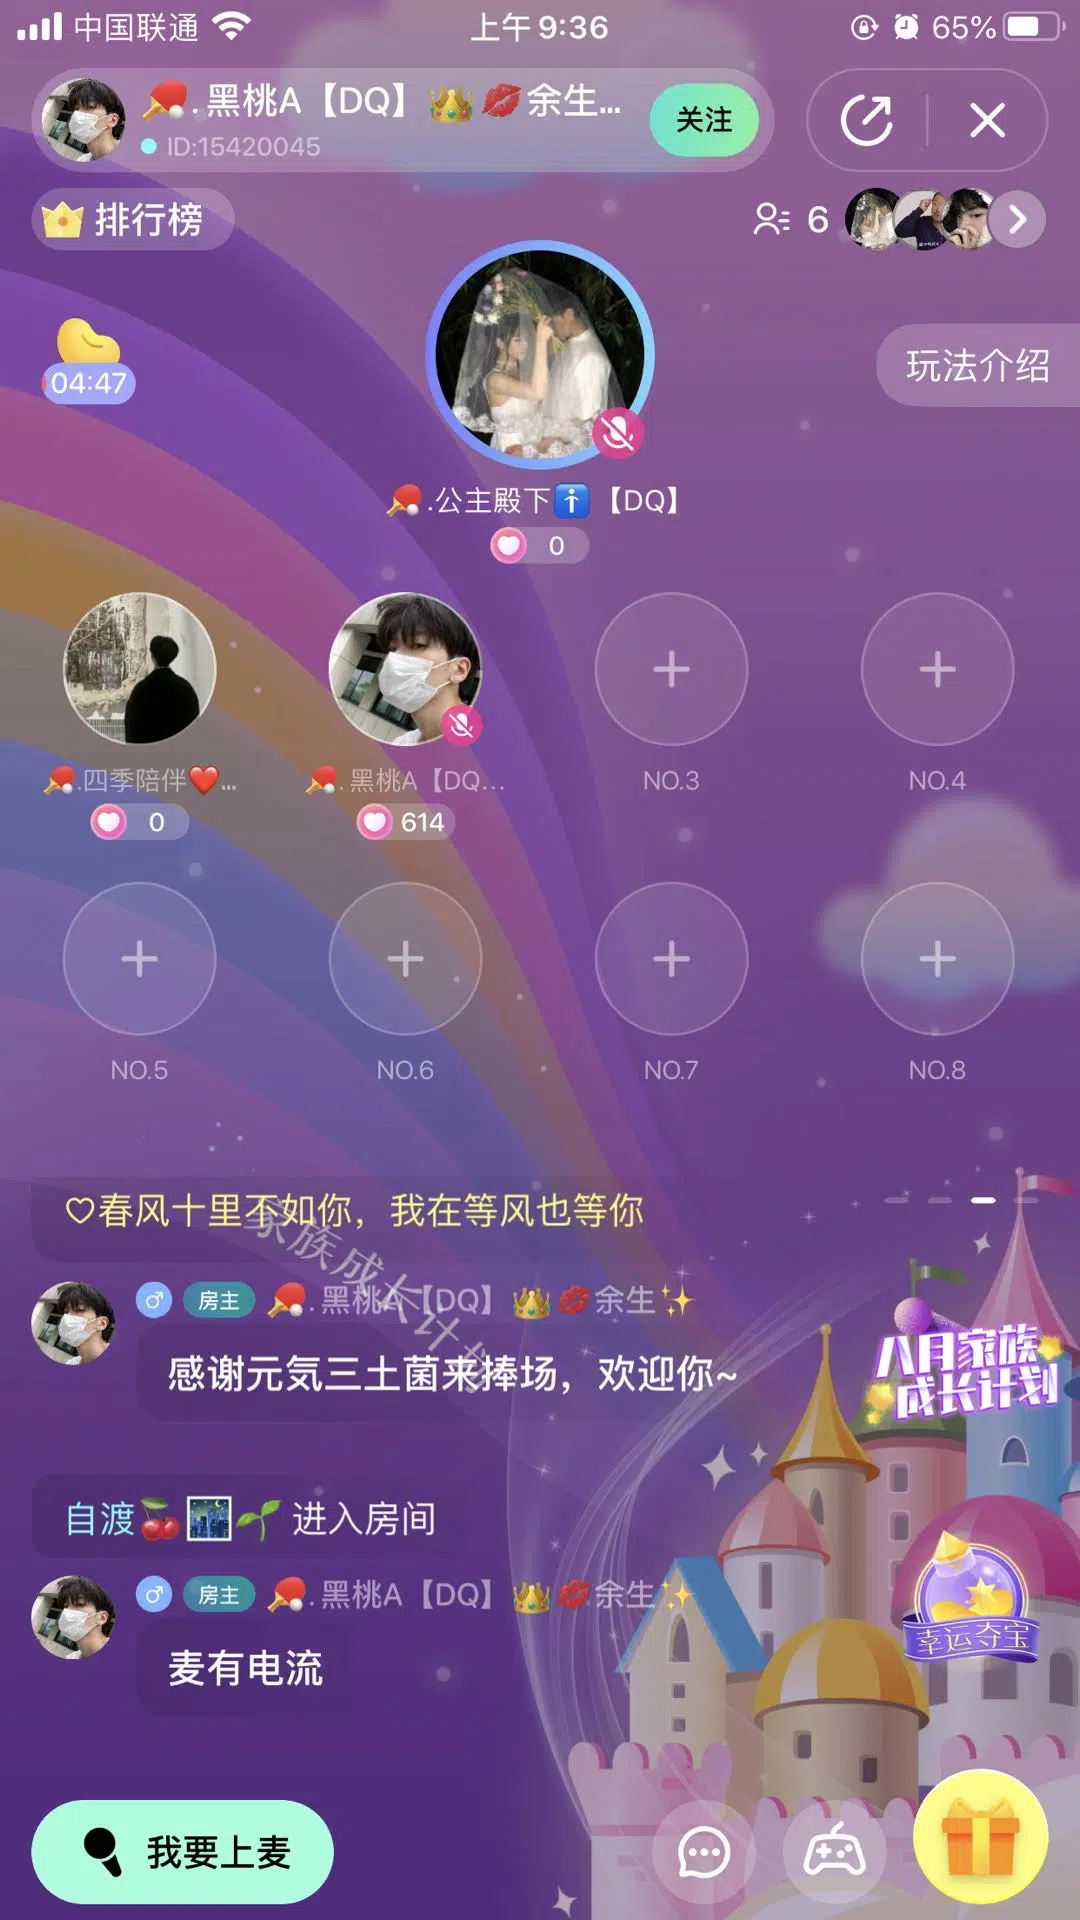 中国联通 上午9:36 65%
🏓.黑桃A【DQ】👑💋余生... 关注
ID:15420045
排行榜 6
04:47 玩法介绍
🏓.公主殿下🚹【DQ】
0
🏓.四季陪伴❤️... 🏓.黑桃A【DQ... NO.3 NO.4
0 614
NO.5 NO.6 NO.7 NO.8
♡春风十里不如你，我在等风也等你
家族成长计划
♂ 房主 🏓.黑桃A【DQ】👑💋余生✨
感谢元気三土菌来捧场，欢迎你~
八月家族
成长计划
自渡🍒🌃🌱 进入房间
♂ 房主 🏓.黑桃A【DQ】👑💋余生✨
幸运夺宝
麦有电流
我要上麦